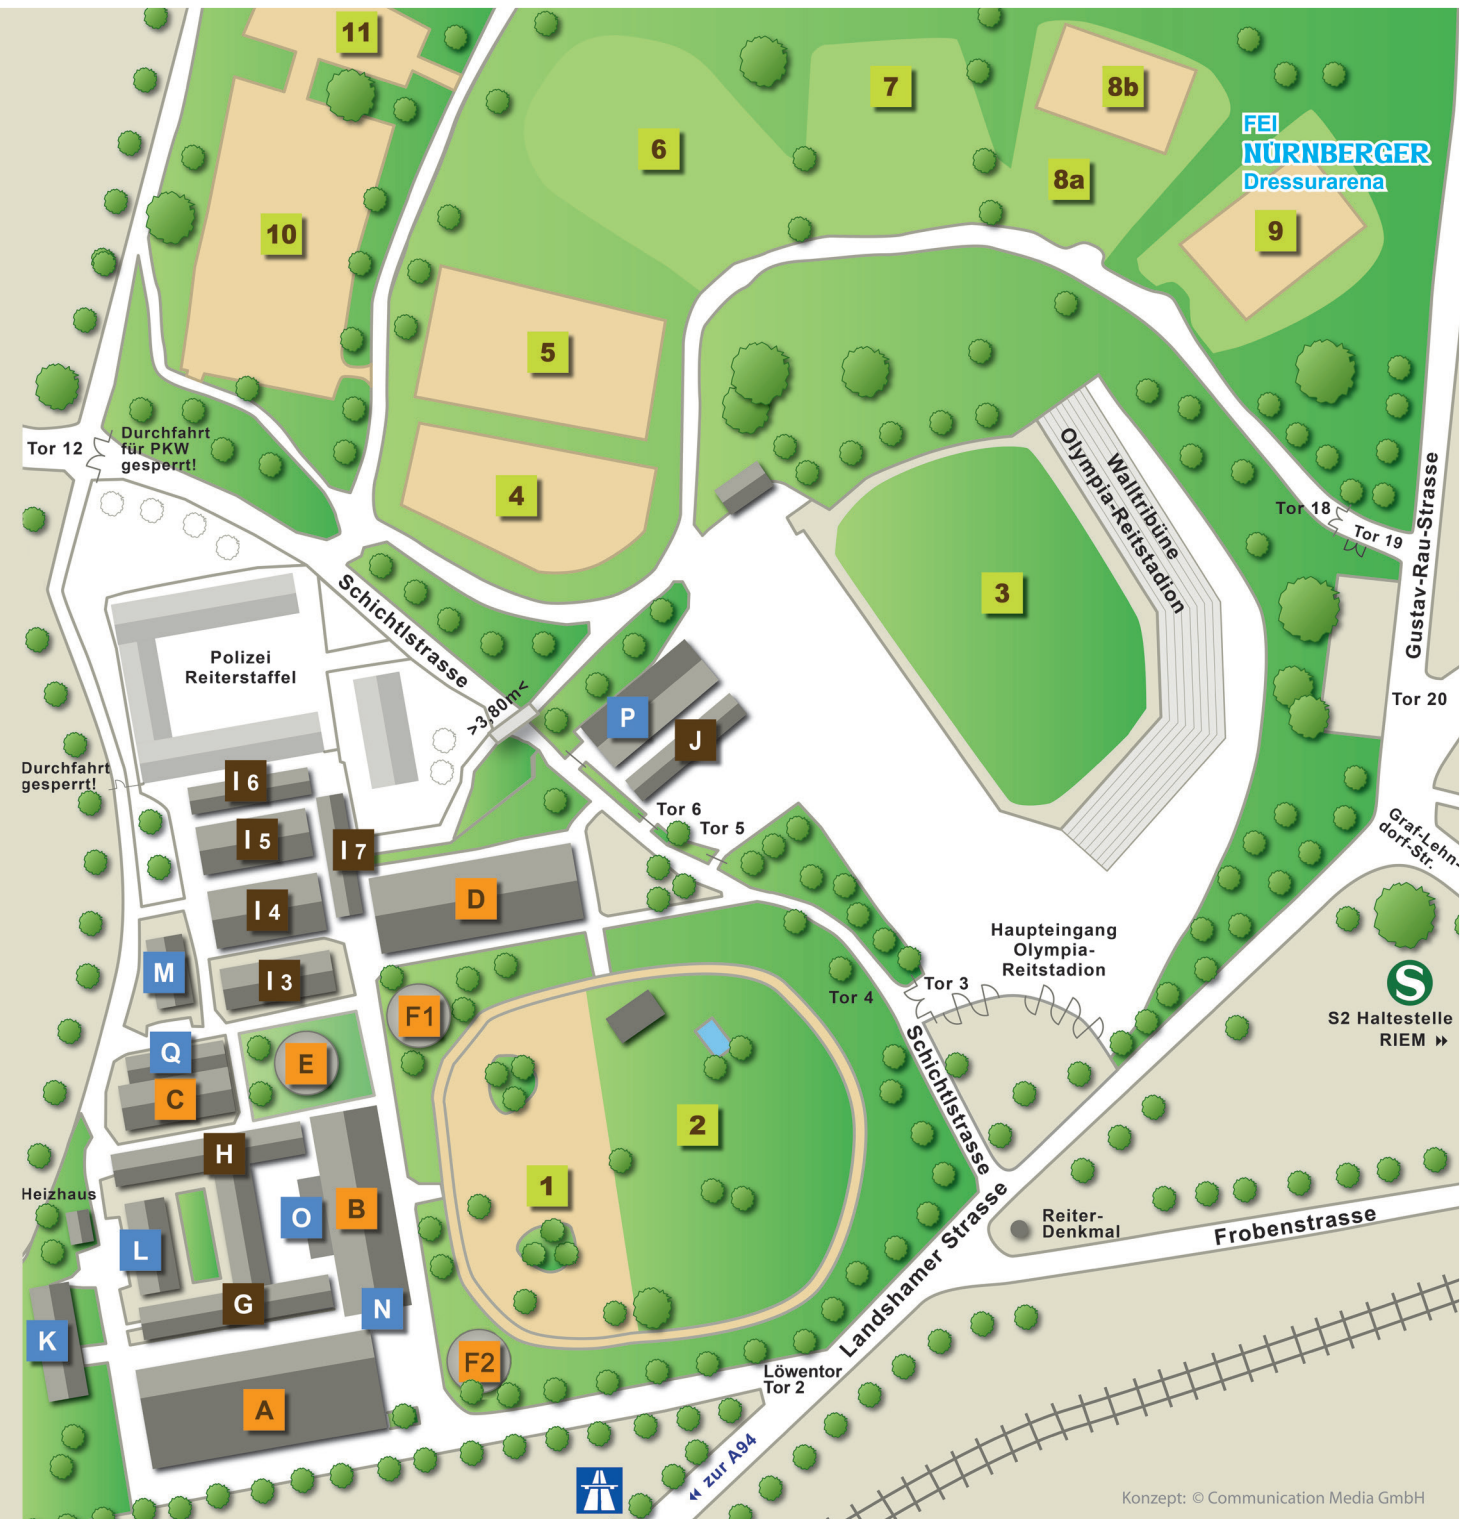 11
7
8b
FEI
NÜRNBERGER
Dressurarena
6
8a
10
9
5
Tor 12
Durchfahrt
für PKW
gesperrt!
4
Walltribüne
Olympia-Reitstadion
Tor 18
Tor 19
Gustav-Rau-Strasse
3
Schichtlstrasse
Polizei
Reiterstaffel
>3,80m<
Tor 20
P
J
Durchfahrt
gesperrt!
I 6
I 5
I 7
Tor 6
Tor 5
Graf-Lehn-
dorf-Str.
I 4
D
Haupteingang
Olympia-
Reitstadion
M
I 3
Tor 4
Tor 3
S
S2 Haltestelle
RIEM »
F1
Q
E
C
Schichtlstrasse
2
H
Heizhaus
1
O
B
L
Reiter-
Denkmal
Frobenstrasse
Landshamer Strasse
G
N
K
F2
Löwentor
Tor 2
A
« zur A94
Konzept: © Communication Media GmbH